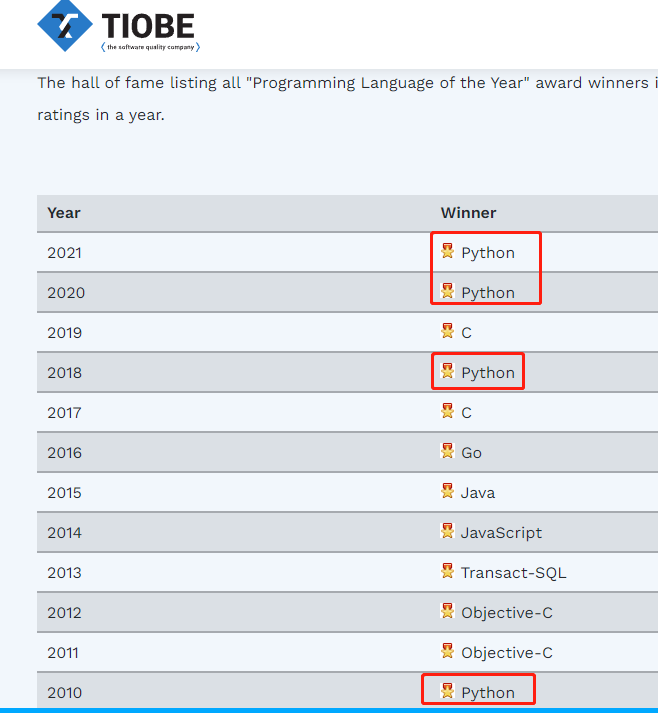 TIOBE
(the software quality company)
The hall of fame listing all "Programming Language of the Year" award winners i
ratings in a year.
Year Winner
2021 Python
2020 Python
2019 C
2018 Python
2017 C
2016 Go
2015 Java
2014 JavaScript
2013 Transact-SQL
2012 Objective-C
2011 Objective-C
2010 Python